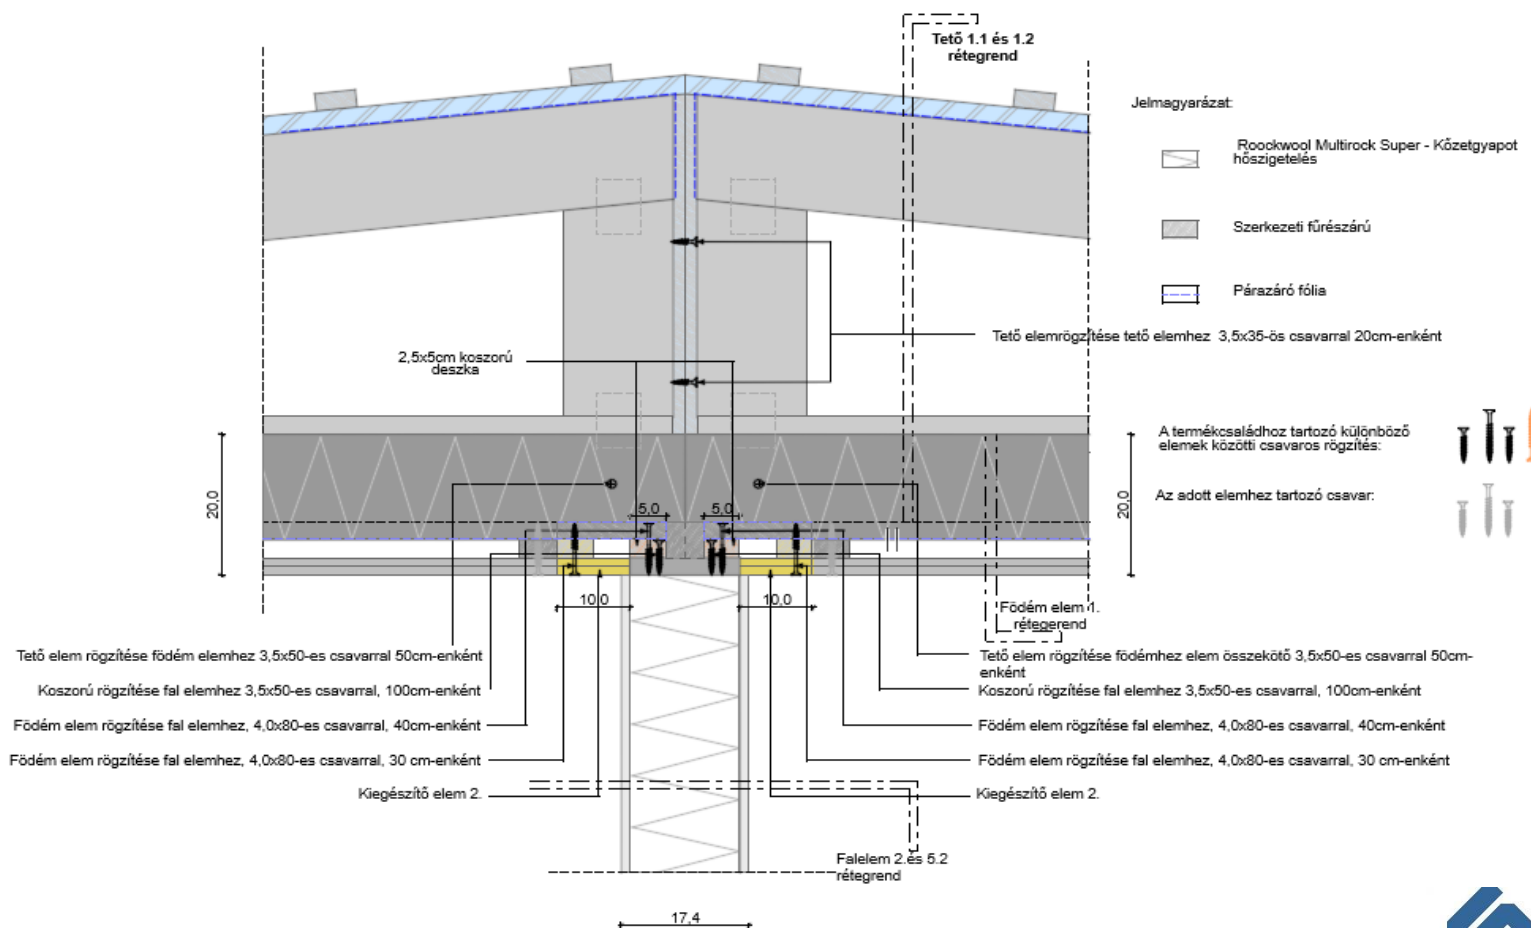 Tető 1.1 és 1.2
rétegrend
Jelmagyarázat:
Roockwool Multirock Super - Kőzetgyapot
hőszigetelés
Szerkezeti fűrészárú
Párazáró fólia
Tető elemrögzítése tető elemhez 3,5x35-ös csavarral 20cm-enként
2,5x5cm koszorú
deszka
A termékcsaládhoz tartozó különböző
elemek közötti csavaros rögzítés:
Az adott elemhez tartozó csavar:
20,0
5,0
5,0
20,0
10,0
10,0
Födém elem 1.
rétegerend
Tető elem rögzítése födém elemhez 3,5x50-es csavarral 50cm-enként
Koszorú rögzítése fal elemhez 3,5x50-es csavarral, 100cm-enként
Födém elem rögzítése fal elemhez, 4,0x80-es csavarral, 40cm-enként
Födém elem rögzítése fal elemhez, 4,0x80-es csavarral, 30 cm-enként
Kiegészítő elem 2.
Tető elem rögzítése födémhez elem összekötő 3,5x50-es csavarral 50cm-
enként
Koszorú rögzítése fal elemhez 3,5x50-es csavarral, 100cm-enként
Födém elem rögzítése fal elemhez, 4,0x80-es csavarral, 40cm-enként
Födém elem rögzítése fal elemhez, 4,0x80-es csavarral, 30 cm-enként
Kiegészítő elem 2.
Falelem 2.és 5.2
rétegrend
17,4